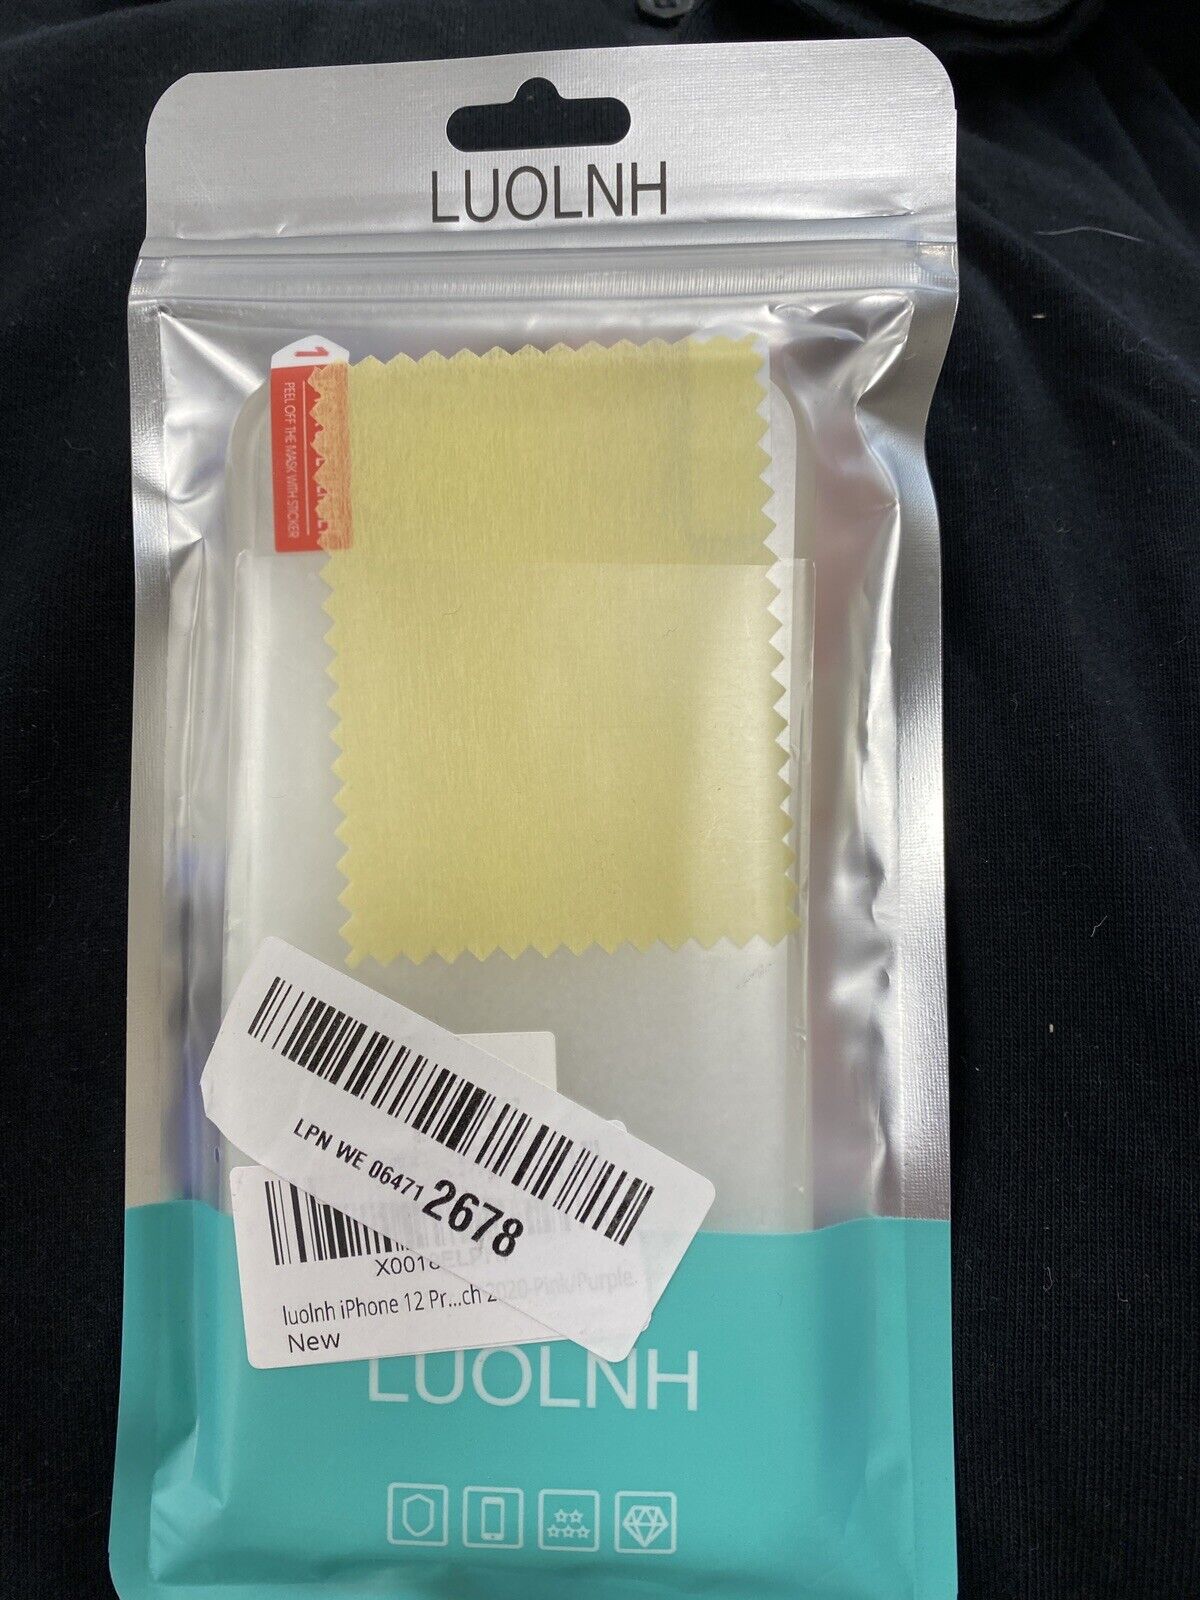 LUOLNH
1
PEEL OFF THE MASK WITH STICKER
LPN WE 06471 2678
X0018ELP
luolnh iPhone 12 Pr...ch 2020 Pink/Purple.
New
LUOLNH